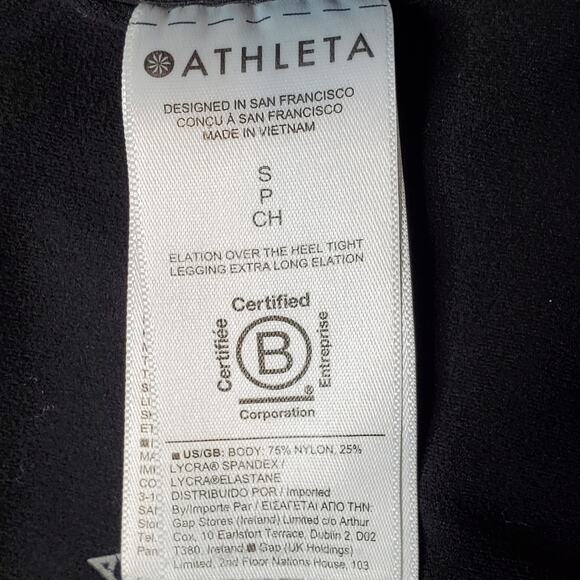 ATHLETA
DESIGNED IN SAN FRANCISCO
CONÇU À SAN FRANCISCO
MADE IN VIETNAM
S
P
CH
ELATION OVER THE HEEL TIGHT
LEGGING EXTRA LONG ELATION
Certified
Certifiée
B
Entreprise
®
Corporation
US/GB: BODY: 75% NYLON, 25%
LYCRA® SPANDEX /
LYCRA®ELASTANE
DISTRIBUIDO POR / Imported
By/Importe Par / ΕΙΣΑΓΕΤΑΙ ΑΠΟ ΤΗΝ:
Gap Stores (Ireland) Limited c/o Arthur
Cox, 10 Earlsfort Terrace, Dublin 2, D02
T380, Ireland Gap (UK Holdings)
Limited, 2nd Floor Nations House, 103